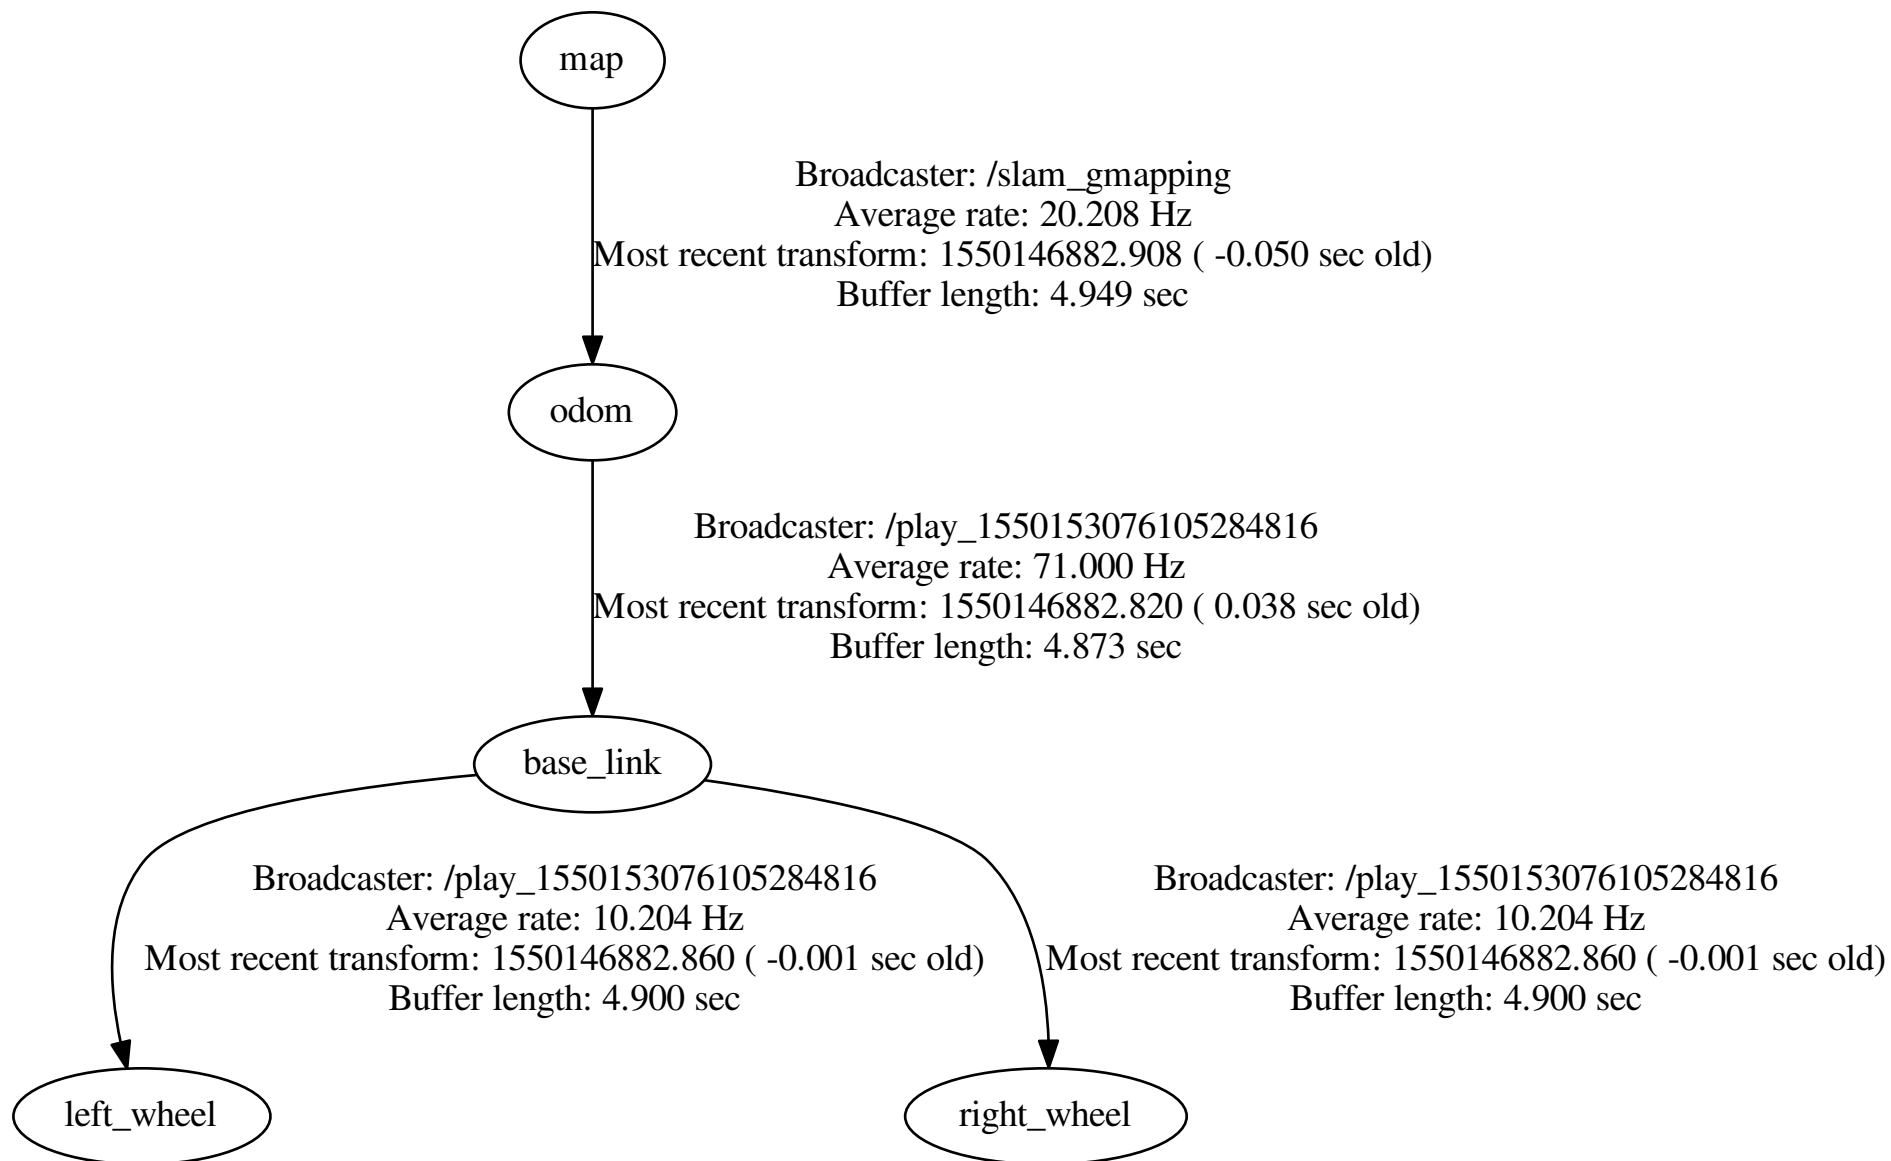 map
Broadcaster: /slam_gmapping
Average rate: 20.208 Hz
Most recent transform: 1550146882.908 ( -0.050 sec old)
Buffer length: 4.949 sec
odom
Broadcaster: /play_1550153076105284816
Average rate: 71.000 Hz
Most recent transform: 1550146882.820 ( 0.038 sec old)
Buffer length: 4.873 sec
base_link
Broadcaster: /play_1550153076105284816
Average rate: 10.204 Hz
Most recent transform: 1550146882.860 ( -0.001 sec old)
Buffer length: 4.900 sec
Broadcaster: /play_1550153076105284816
Average rate: 10.204 Hz
Most recent transform: 1550146882.860 ( -0.001 sec old)
Buffer length: 4.900 sec
left_wheel
right_wheel